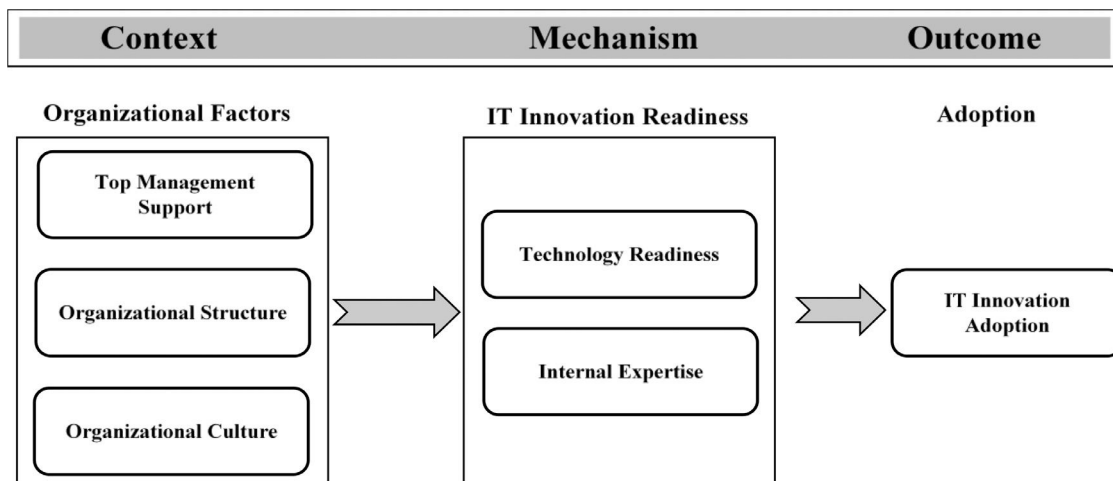 Context Mechanism Outcome
Organizational Factors
Top Management
Support
Organizational Structure
Organizational Culture
IT Innovation Readiness
Technology Readiness
Internal Expertise
Adoption
IT Innovation
Adoption